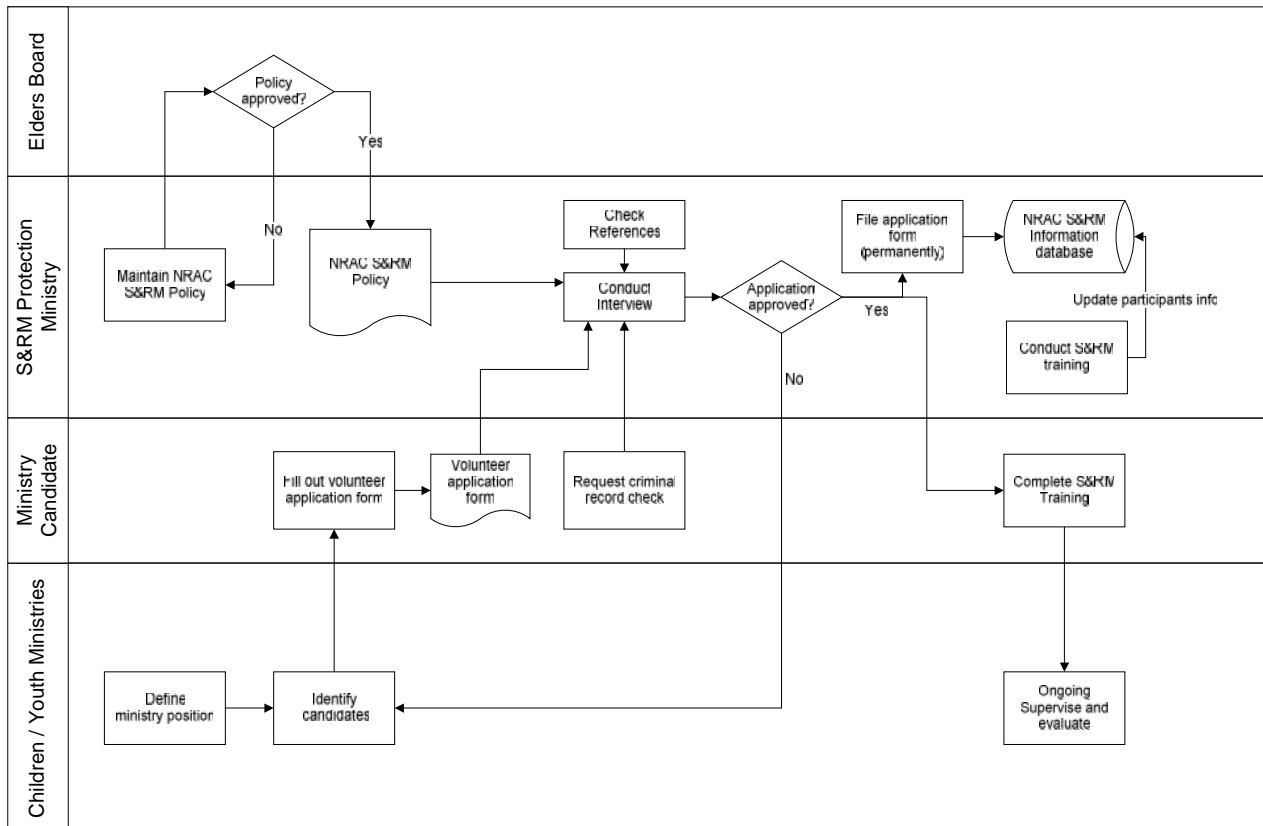 Elders Board
Policy
approved?
Yes
No
S&RM Protection
Ministry
Maintain NRAC
S&RM Policy
NRAC S&RM
Policy
Check
References
Conduct
Interview
Application
approved?
Yes
No
File application
form
(permanently)
NRAC S&RM
Information
database
Update participants info
Conduct S&RM
training
Ministry
Candidate
Fill out volunteer
application form
Volunteer
application
form
Request criminal
record check
Complete S&RM
Training
Children / Youth Ministries
Define
ministry position
Identify
candidates
Ongoing
Supervise and
evaluate